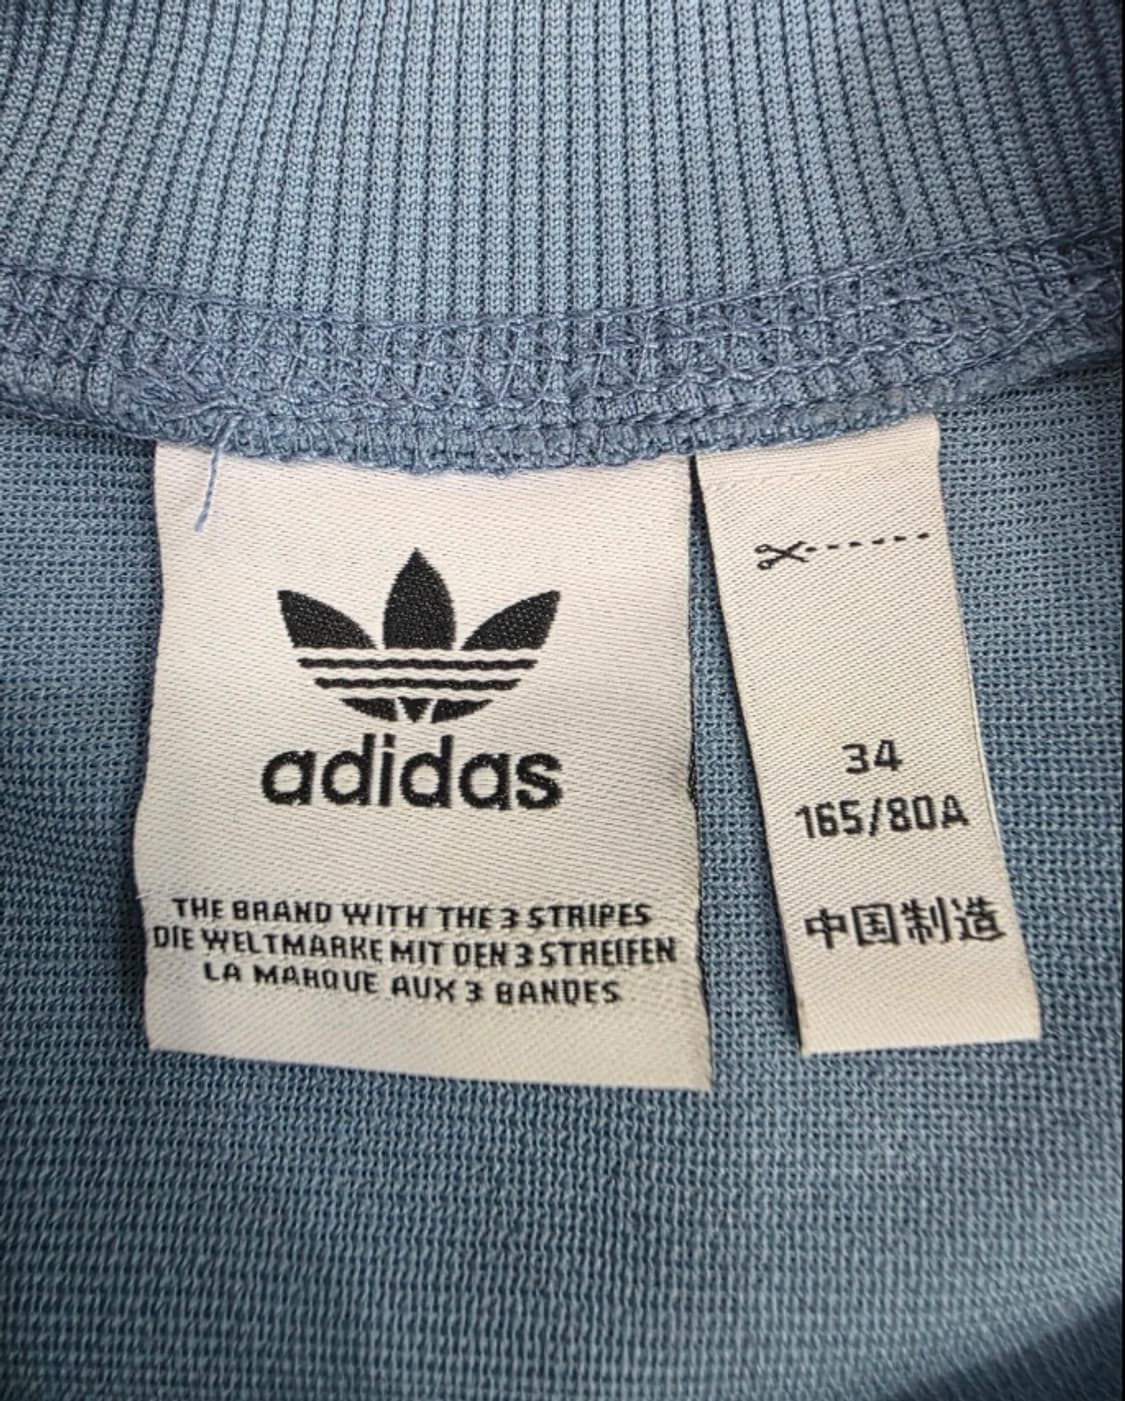 adidas
THE BRAND WITH THE 3 STRIPES
DIE WELTMARKE MIT DEN 3 STREIFEN
LA MARQUE AUX 3 BANDES
34
165/80A
中国制造